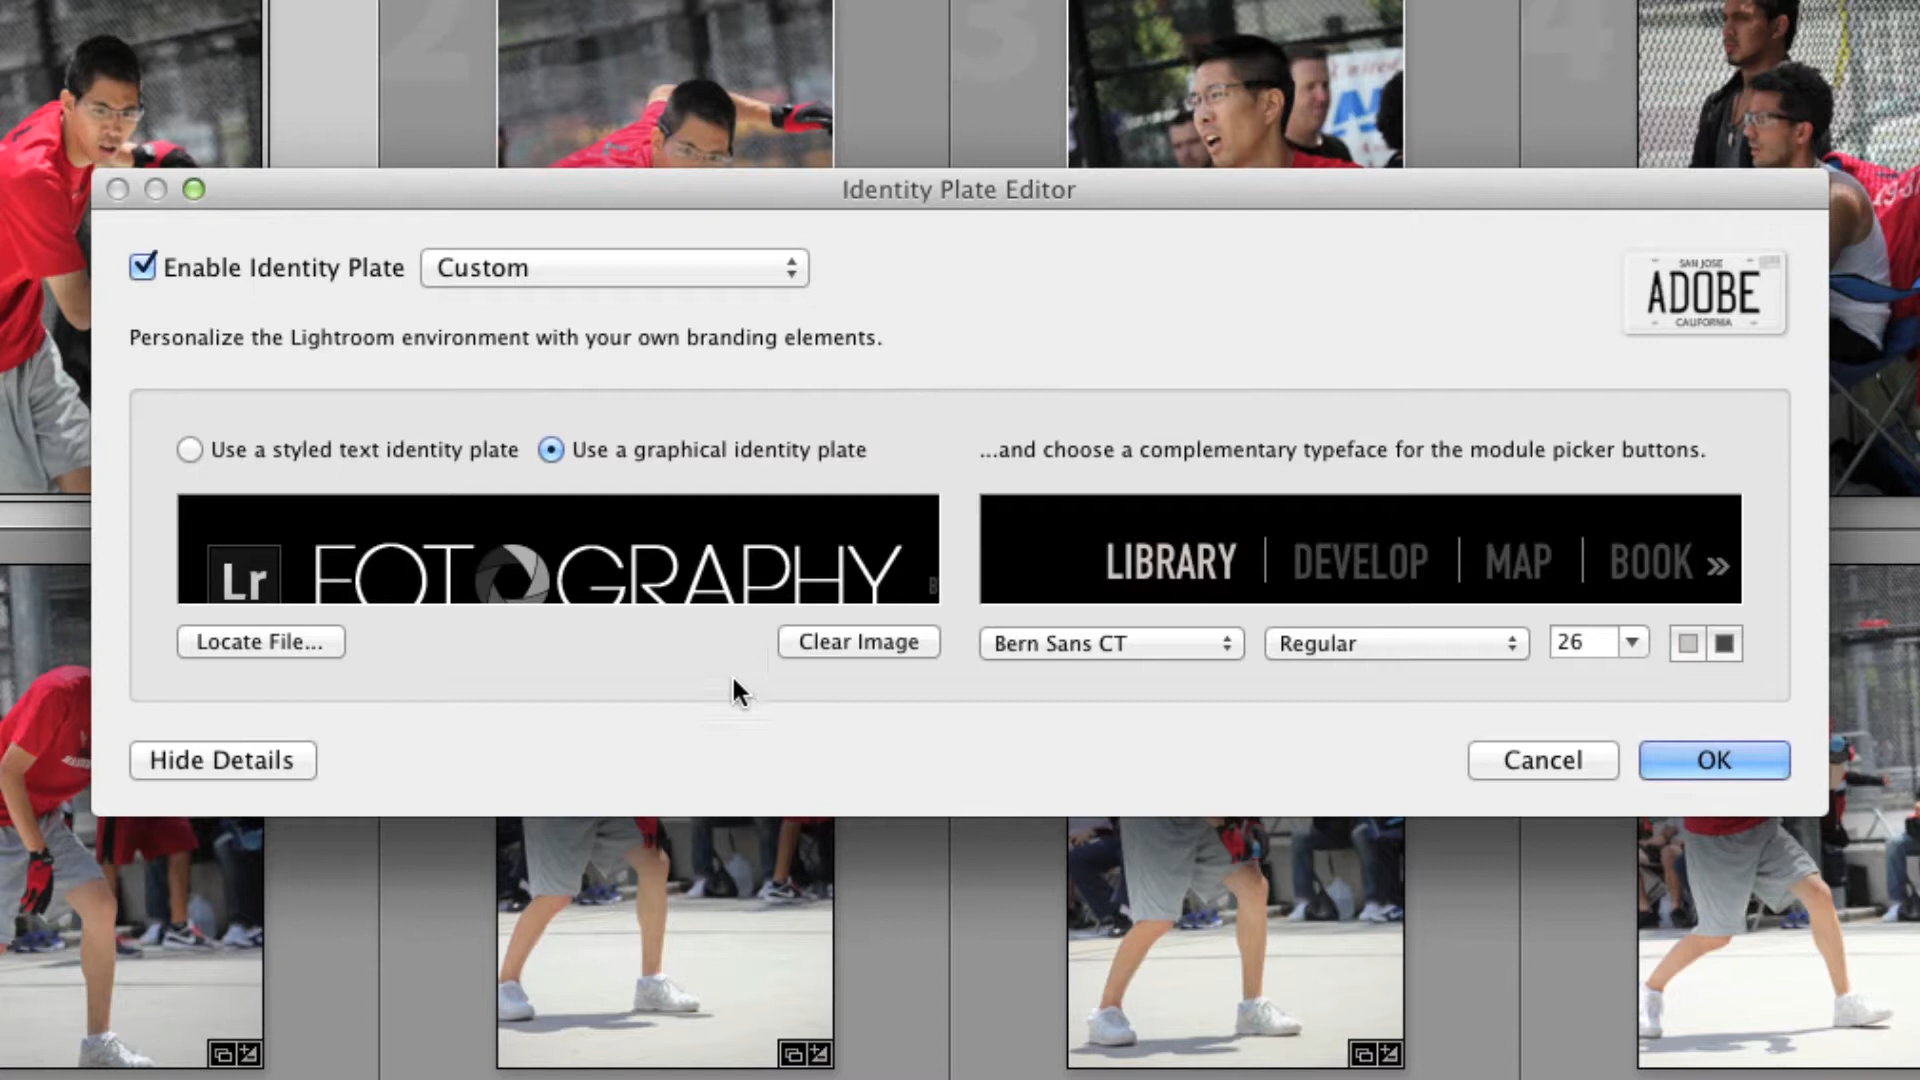 2
3
4
Identity Plate Editor
Enable Identity Plate
Custom
SAN JOSE
ADOBE
CALIFORNIA
Personalize the Lightroom environment with your own branding elements.
Use a styled text identity plate
Use a graphical identity plate
...and choose a complementary typeface for the module picker buttons.
Lr FOTOGRAPHY
LIBRARY | DEVELOP | MAP | BOOK »
Locate File...
Clear Image
Bern Sans CT
Regular
26
Hide Details
Cancel
OK